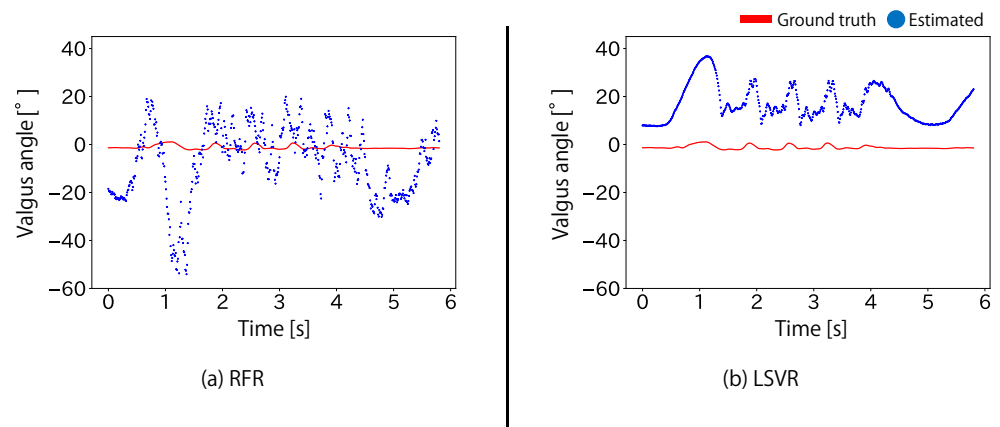 Ground truth Estimated
40
20
0
−20
−40
−60
Valgus angle[°]
0 1 2 3 4 5 6
Time [s]
(a) RFR
40
20
0
−20
−40
−60
Valgus angle[°]
0 1 2 3 4 5 6
Time [s]
(b) LSVR